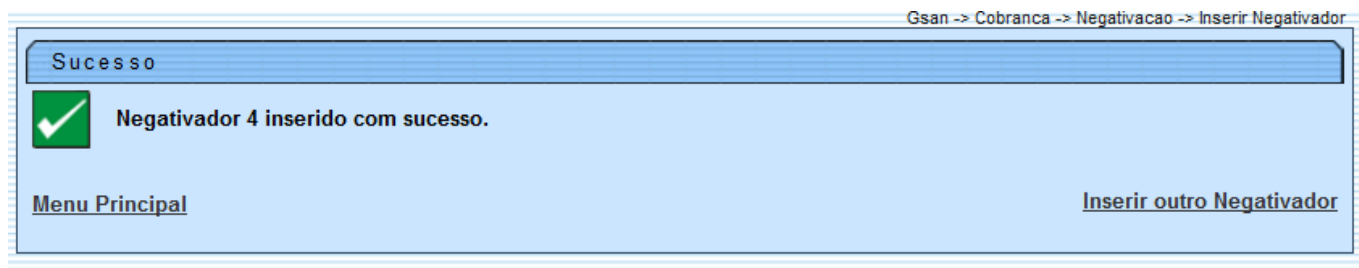 Gsan -> Cobranca -> Negativacao -> Inserir Negativador
Sucesso
Negativador 4 inserido com sucesso.
Menu Principal
Inserir outro Negativador